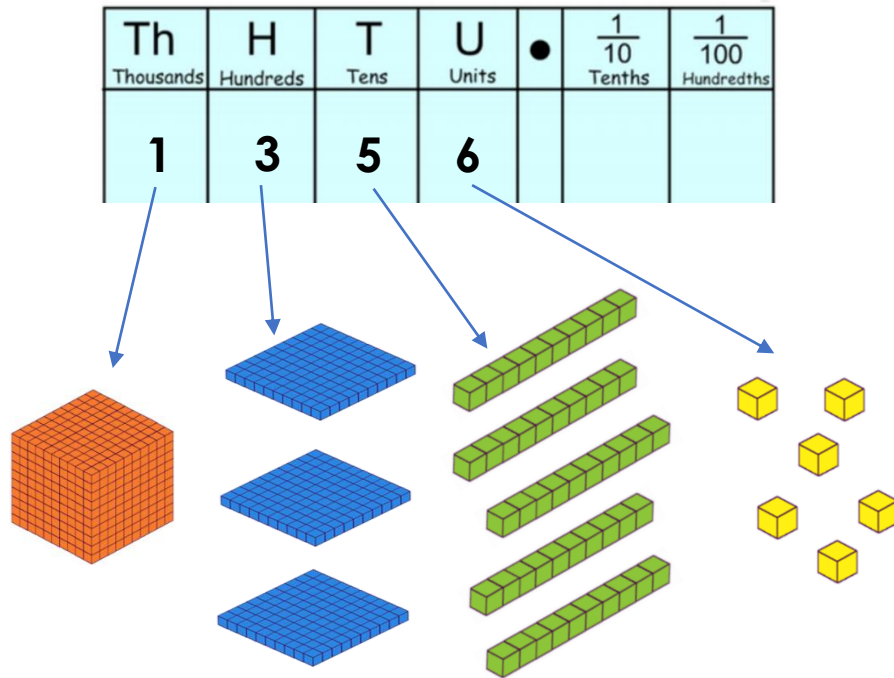 Th H T U • 1/10 1/100
Thousands Hundreds Tens Units Tenths Hundredths
1 3 5 6